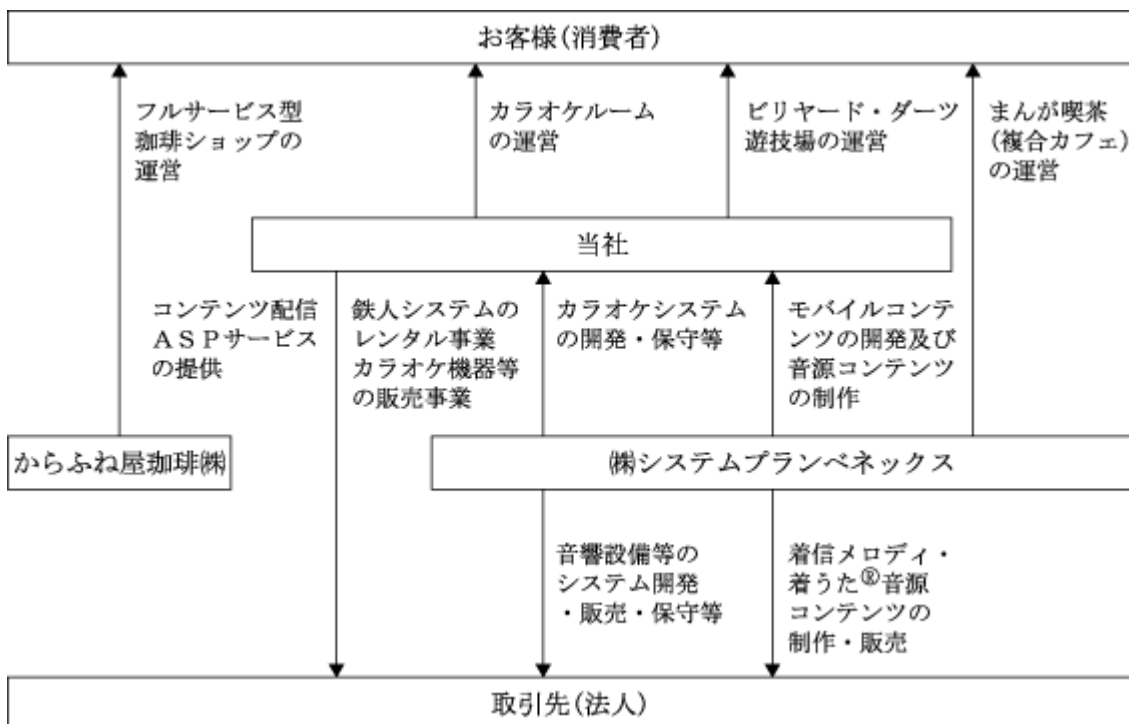 お客様(消費者)
フルサービス型
珈琲ショップの
運営
カラオケルーム
の運営
ビリヤード・ダーツ
遊技場の運営
まんが喫茶
(複合カフェ)
の運営
当社
コンテンツ配信
ＡＳＰサービス
の提供
鉄人システムの
レンタル事業
カラオケ機器等
の販売事業
カラオケシステム
の開発・保守等
モバイルコンテ
ンツの開発及び
音源コンテンツ
の制作
からふね屋珈琲㈱
㈱システムプランベネックス
音響設備等の
システム開発
・販売・保守等
着信メロディ・
着うた®音源
コンテンツの
制作・販売
取引先(法人)